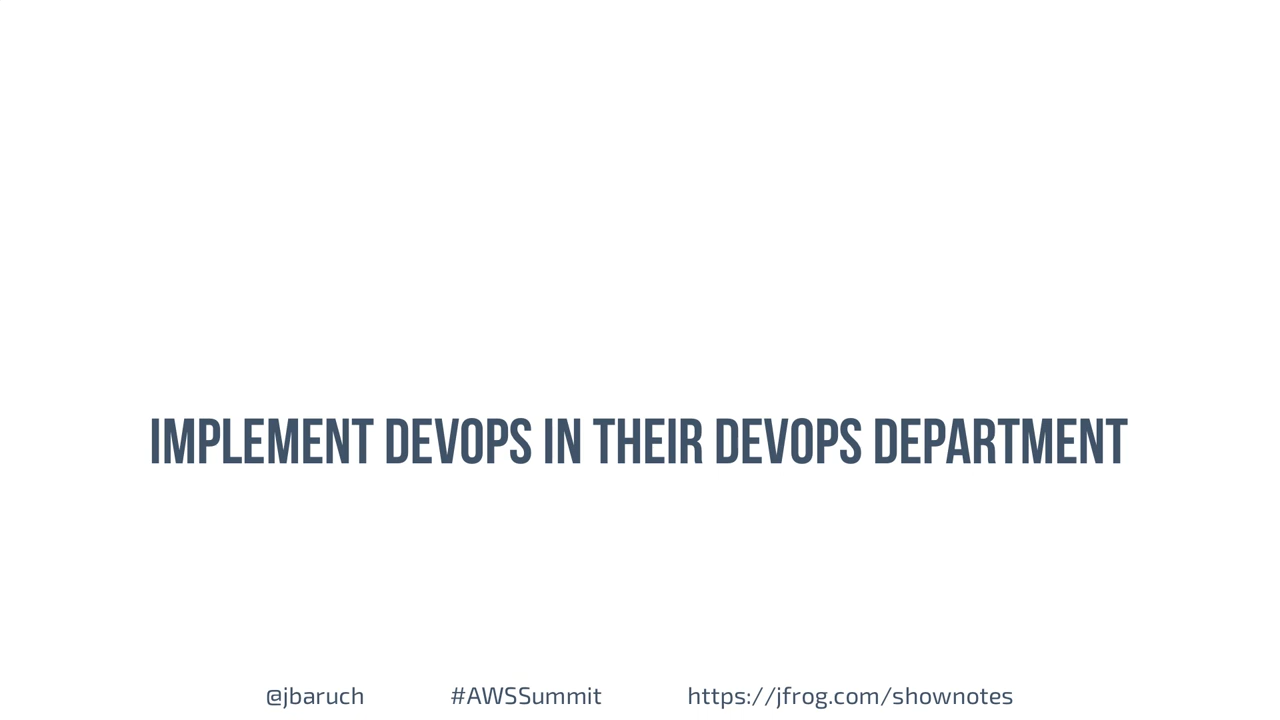 IMPLEMENT DEVOPS IN THEIR DEVOPS DEPARTMENT
@jbaruch #AWSSummit https://jfrog.com/shownotes